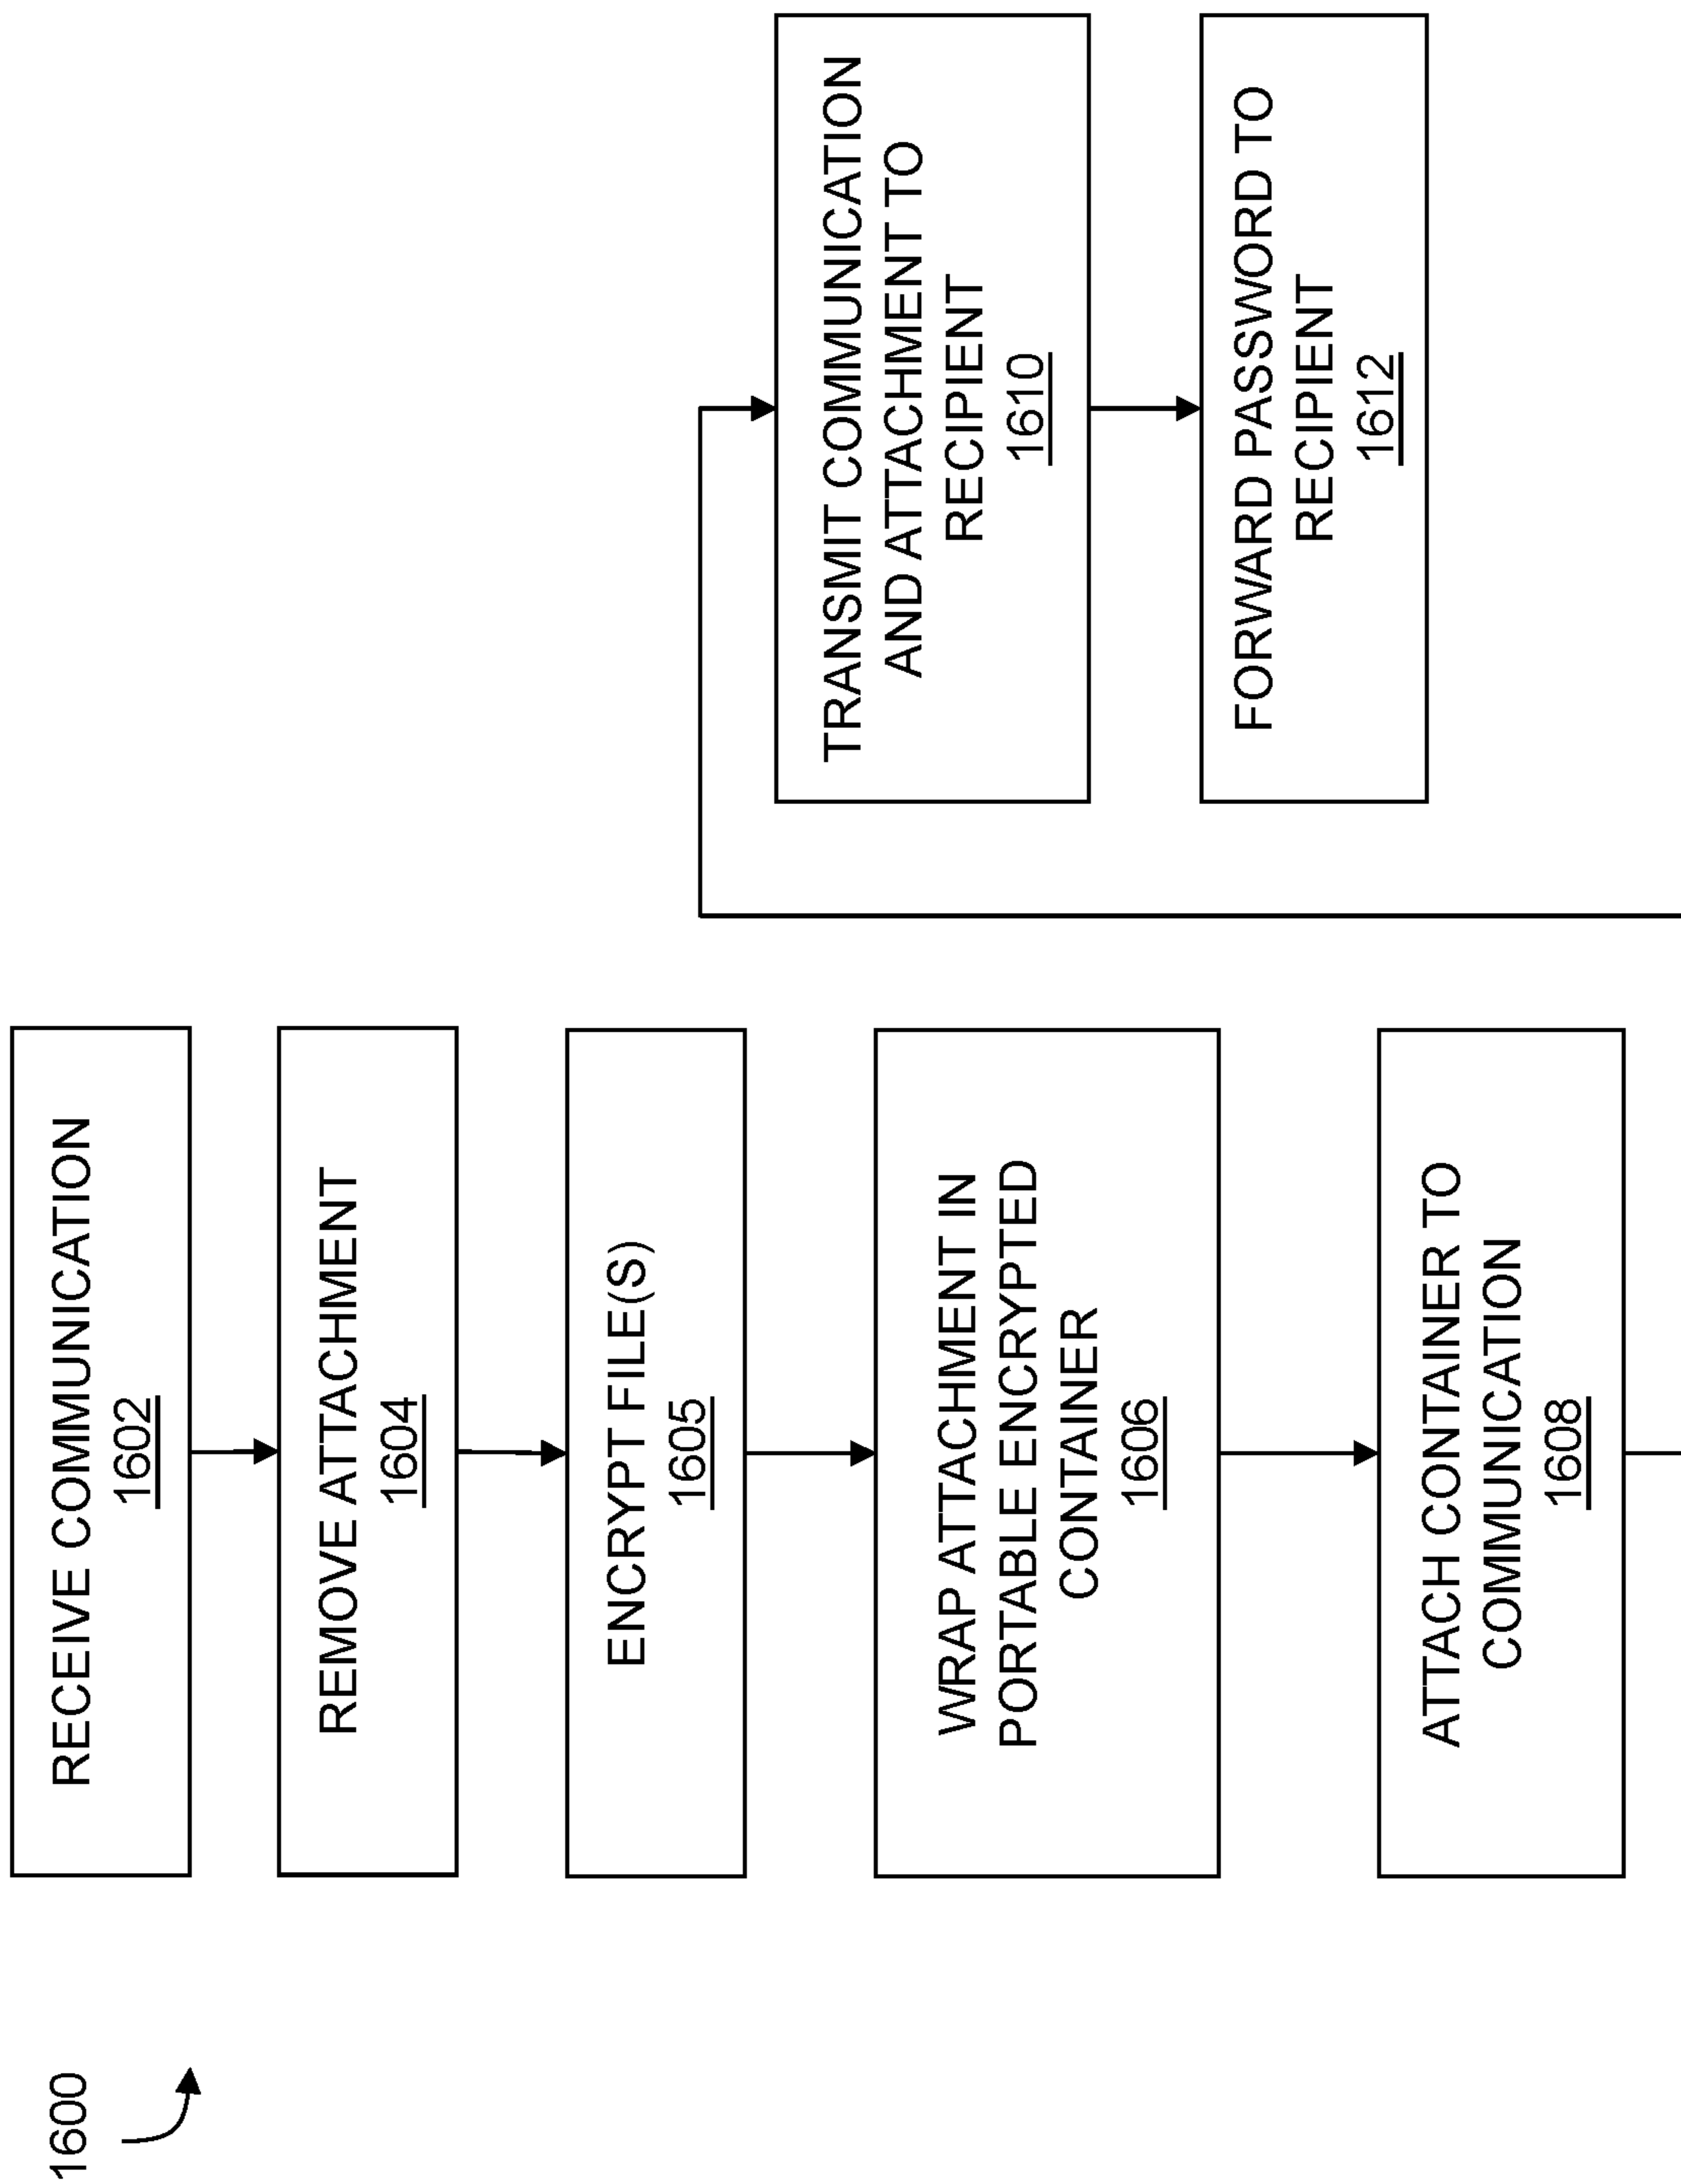 1600
RECEIVE COMMUNICATION
1602
REMOVE ATTACHMENT
1604
ENCRYPT FILE(S)
1605
WRAP ATTACHMENT IN
PORTABLE ENCRYPTED
CONTAINER
1606
ATTACH CONTAINER TO
COMMUNICATION
1608
TRANSMIT COMMUNICATION
AND ATTACHMENT TO
RECIPIENT
1610
FORWARD PASSWORD TO
RECIPIENT
1612